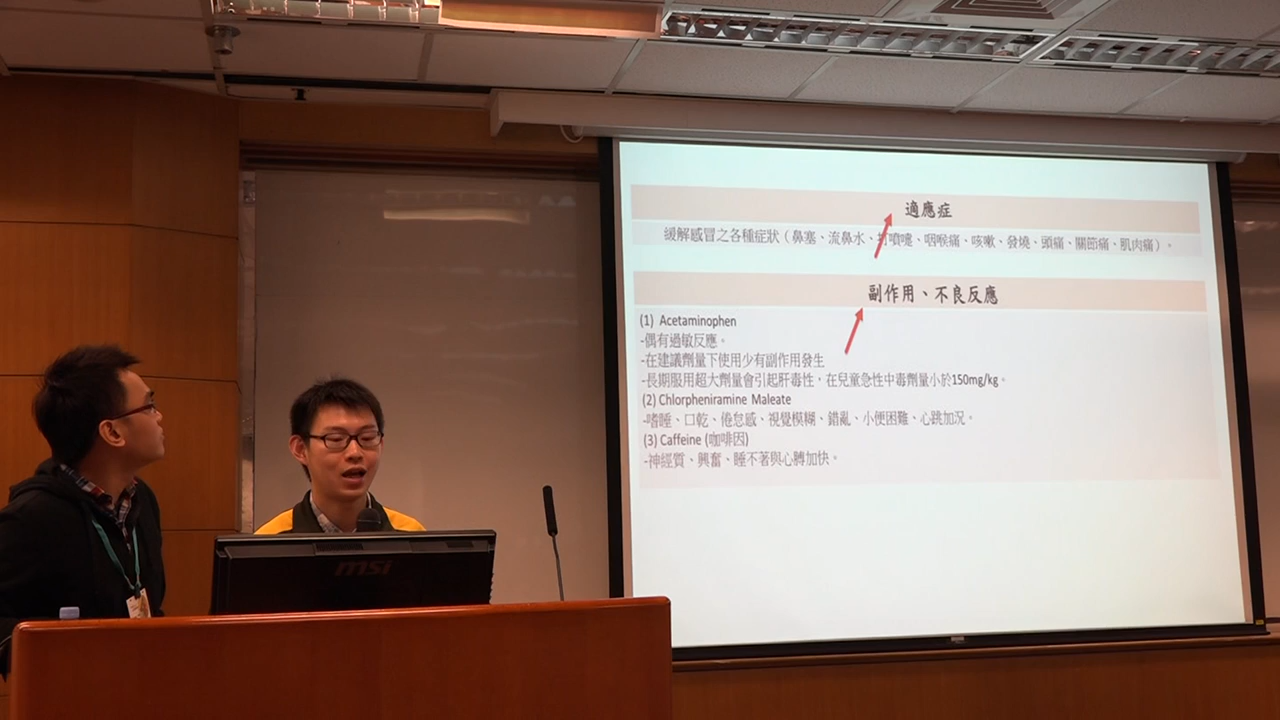 適應症
緩解感冒之各種症狀（鼻塞、流鼻水、打噴嚏、咽喉痛、咳嗽、發燒、頭痛、關節痛、肌肉痛）。
副作用、不良反應
(1) Acetaminophen
-偶有過敏反應。
-在建議劑量下使用少有副作用發生
-長期服用超大劑量會引起肝毒性，在兒童急性中毒劑量小於150mg/kg。
(2) Chlorpheniramine Maleate
-嗜睡、口乾、倦怠感、視覺模糊、錯亂、小便困難、心跳加況。
(3) Caffeine (咖啡因)
-神經質、興奮、睡不著與心膊加快。
msi